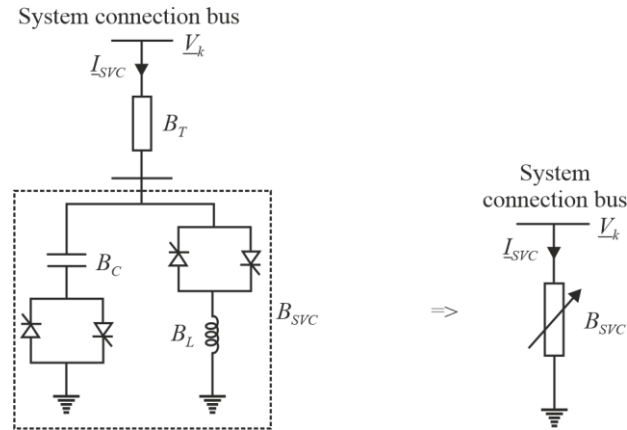 System connection bus
V_k
I_SVC
B_T
B_C
B_L
B_SVC
=>
System
connection bus
V_k
I_SVC
B_SVC